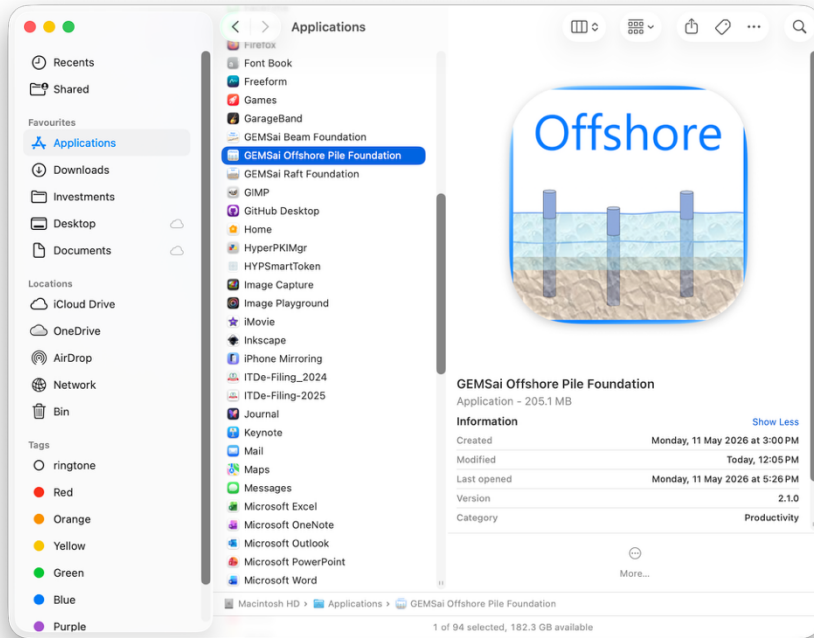 Applications
Recents
Shared
Favourites
Applications
Downloads
Investments
Desktop
Documents
Locations
iCloud Drive
OneDrive
AirDrop
Network
Bin
Tags
ringtone
Red
Orange
Yellow
Green
Blue
Purple
Firefox
Font Book
Freeform
Games
GarageBand
GEMSai Beam Foundation
GEMSai Offshore Pile Foundation
GEMSai Raft Foundation
GIMP
GitHub Desktop
Home
HyperPKIMgr
HYPSmartToken
Image Capture
Image Playground
iMovie
Inkscape
iPhone Mirroring
ITDe-Filing_2024
ITDe-Filing-2025
Journal
Keynote
Mail
Maps
Messages
Microsoft Excel
Microsoft OneNote
Microsoft Outlook
Microsoft PowerPoint
Microsoft Word
Offshore
GEMSai Offshore Pile Foundation
Application - 205.1 MB
Information Show Less
Created Monday, 11 May 2026 at 3:00 PM
Modified Today, 12:05 PM
Last opened Monday, 11 May 2026 at 5:26 PM
Version 2.1.0
Category Productivity
More...
Macintosh HD › Applications › GEMSai Offshore Pile Foundation
1 of 94 selected, 182.3 GB available